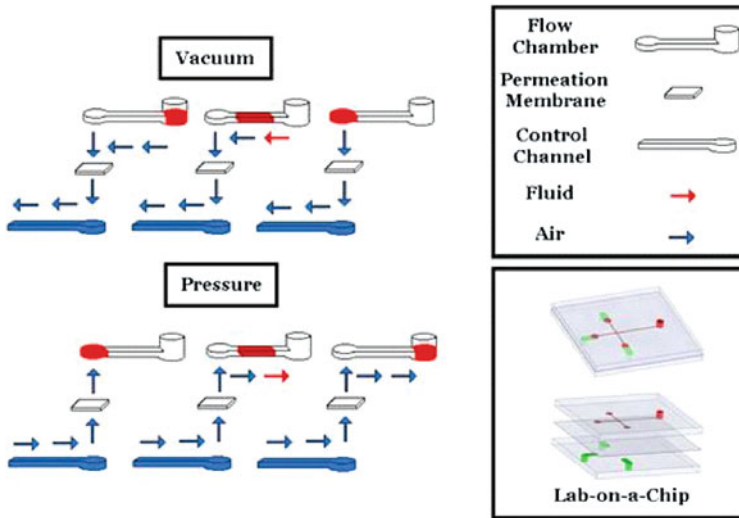 Vacuum
Pressure
Flow
Chamber
Permeation
Membrane
Control
Channel
Fluid
Air
Lab-on-a-Chip